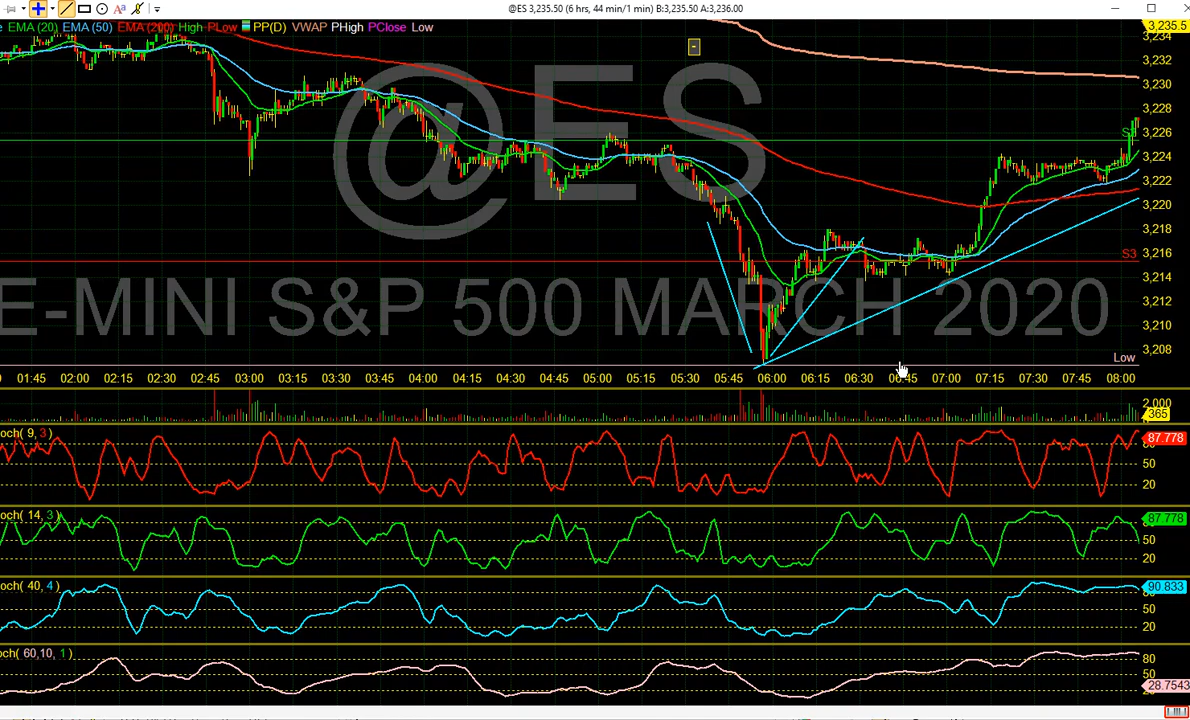 @ES 3,235.50 (6 hrs, 44 min/1 min) B:3,235.50 A:3,236.00
EMA (20) EMA (50) EMA (200) High PLow PP(D) VWAP PHigh PClose Low
3,235.5
3,234
3,232
3,230
3,228
3,226
3,224
3,222
3,220
3,218
3,216
3,214
3,212
3,210
3,208
@ES
E-MINI S&P 500 MARCH 2020
S3
Low
01:45 02:00 02:15 02:30 02:45 03:00 03:15 03:30 03:45 04:00 04:15 04:30 04:45 05:00 05:15 05:30 05:45 06:00 06:15 06:30 06:45 07:00 07:15 07:30 07:45 08:00
2,000
365
och( 9, 3 )
87.778
50
20
och( 14, 3 )
87.778
50
20
och( 40, 4 )
90.833
50
20
och( 60,10, 1 )
80
50
28.7543